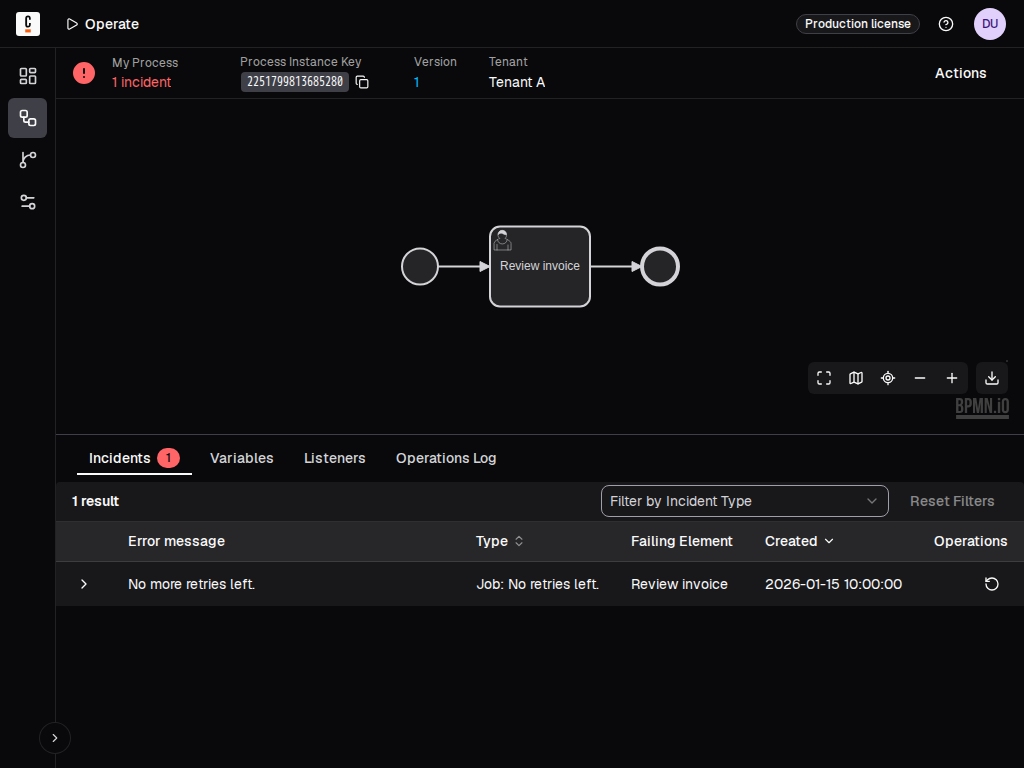 C
Operate
Production license
DU
My Process
Process Instance Key
Version
Tenant
1 incident
2251799813685280
1
Tenant A
Actions
Review invoice
BPMN.iO
Incidents 1
Variables
Listeners
Operations Log
1 result
Filter by Incident Type
Reset Filters
Error message
Type
Failing Element
Created
Operations
No more retries left.
Job: No retries left.
Review invoice
2026-01-15 10:00:00